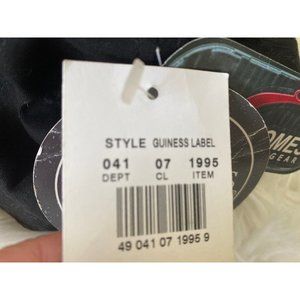 STYLE GUINESS LABEL
041 07 1995
DEPT CL ITEM
49 041 07 1995 9
GEAR